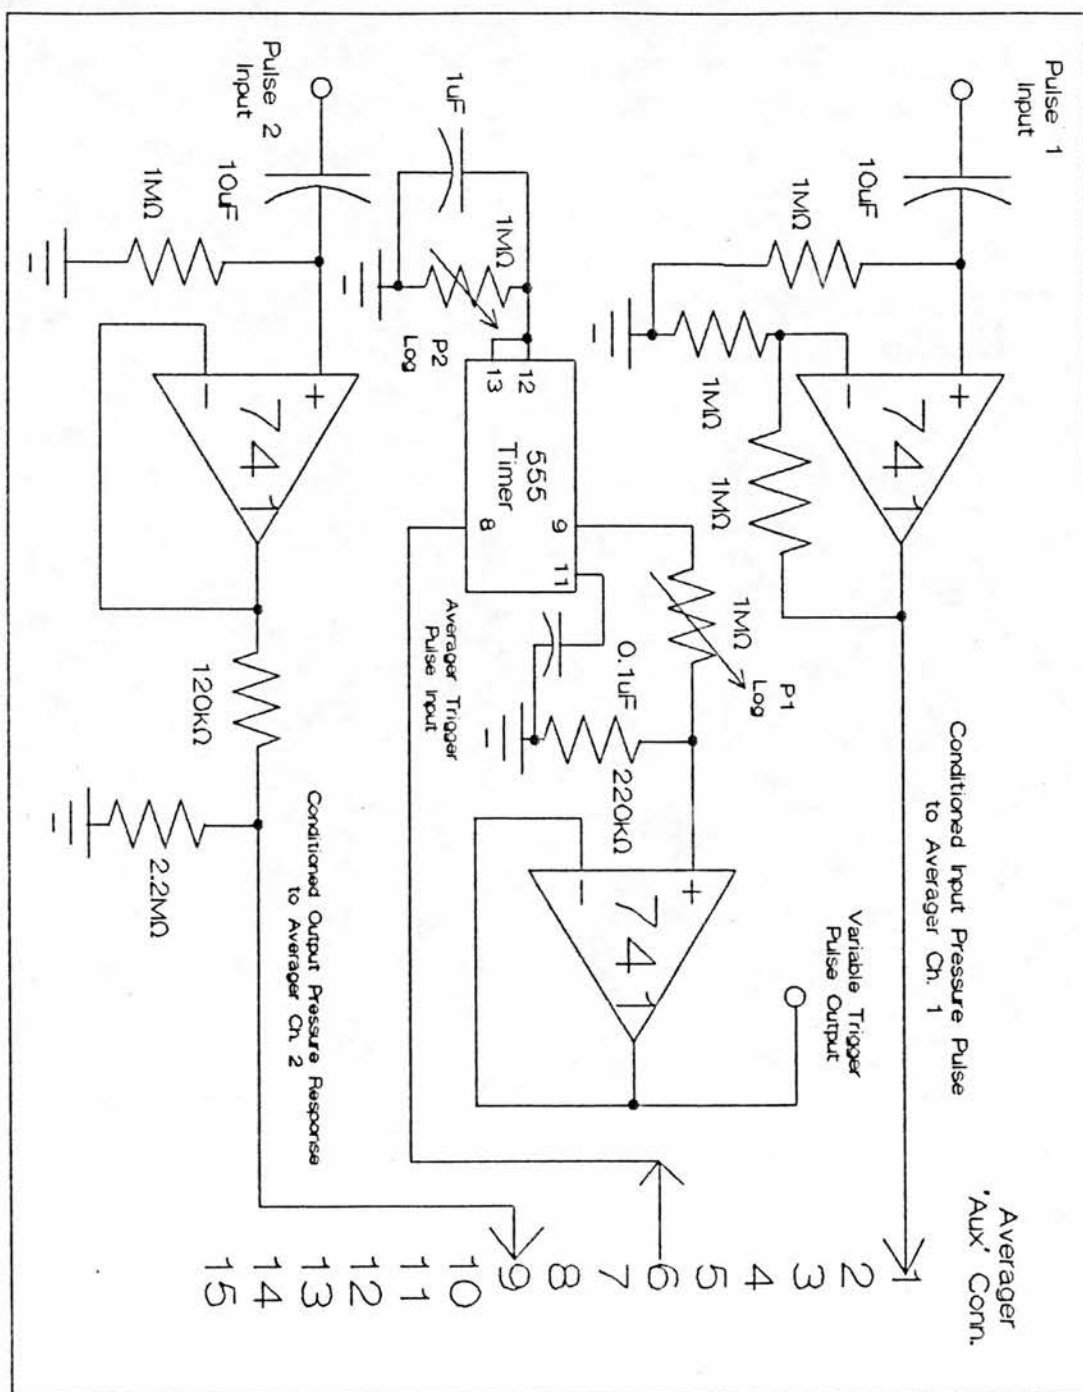 Pulse 1
Input
10uF
1MΩ
1MΩ
1MΩ
+
-
741
Conditioned Input Pressure Pulse
to Averager Ch. 1
Averager
'Aux' Conn.
1
2
3
4
5
6
7
8
9
10
11
12
13
14
15
1uF
1MΩ
P2
Log
12
13
555
Timer
9
11
8
1MΩ
P1
Log
0.1uF
220kΩ
Averager Trigger
Pulse Input
+
-
741
Variable Trigger
Pulse Output
Pulse 2
Input
10uF
1MΩ
+
-
741
120kΩ
2.2MΩ
Conditioned Output Pressure Response
to Averager Ch. 2